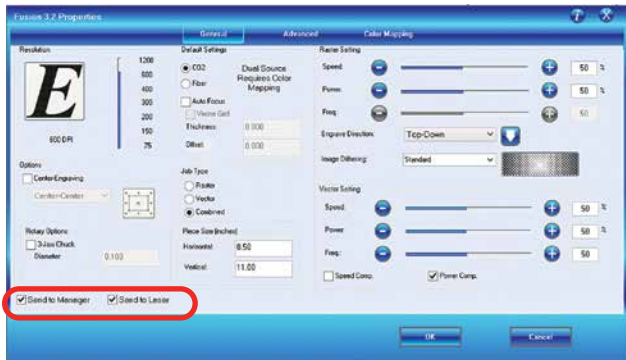 Fusion 3.2 Properties
General Advanced Color Mapping
Resolution
E
1200
600
400
300
200
150
75
600 DPI
Options
Center-Engraving
Center-Center
Rotary Options
3-Jaw Chuck
Diameter 0.100
Send to Manager Send to Laser
Default Settings
CO2
Fiber
Dual Source
Requires Color
Mapping
Auto Focus
Vector Grid
Thickness 0.000
Offset 0.000
Job Type
Raster
Vector
Combined
Piece Size (Inches)
Horizontal 8.50
Vertical 11.00
Raster Setting
Speed: 50 %
Power: 50 %
Freq: 50
Engrave Direction: Top-Down
Image Dithering: Standard
Vector Setting
Speed: 50 %
Power 50 %
Freq: 50
Speed Comp. Power Comp.
OK Cancel